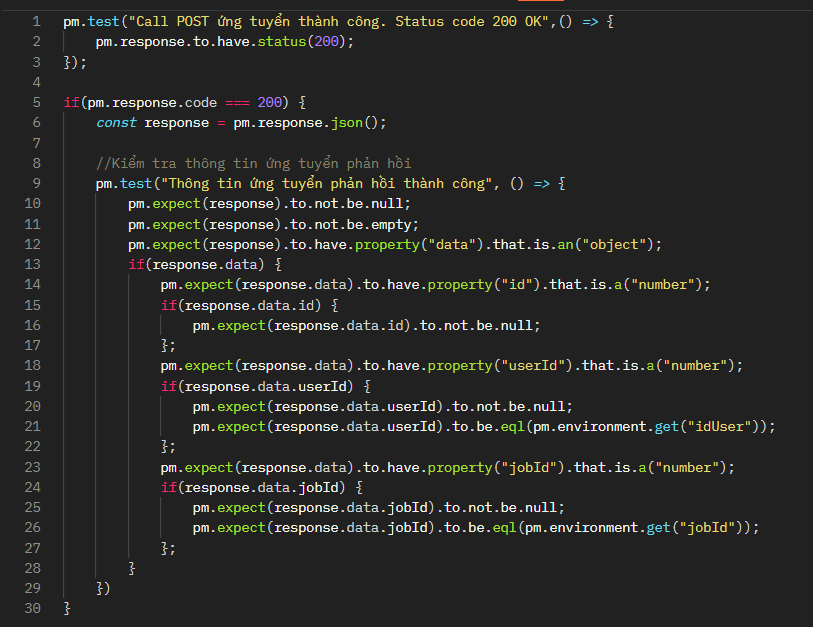 1 pm.test("Call POST ứng tuyển thành công. Status code 200 OK",() => {
2     pm.response.to.have.status(200);
3 });
4
5 if(pm.response.code === 200) {
6     const response = pm.response.json();
7
8     //Kiểm tra thông tin ứng tuyển phản hồi
9     pm.test("Thông tin ứng tuyển phản hồi thành công", () => {
10         pm.expect(response).to.not.be.null;
11         pm.expect(response).to.not.be.empty;
12         pm.expect(response).to.have.property("data").that.is.an("object");
13         if(response.data) {
14             pm.expect(response.data).to.have.property("id").that.is.a("number");
15             if(response.data.id) {
16                 pm.expect(response.data.id).to.not.be.null;
17             };
18             pm.expect(response.data).to.have.property("userId").that.is.a("number");
19             if(response.data.userId) {
20                 pm.expect(response.data.userId).to.not.be.null;
21                 pm.expect(response.data.userId).to.be.eql(pm.environment.get("idUser"));
22             };
23             pm.expect(response.data).to.have.property("jobId").that.is.a("number");
24             if(response.data.jobId) {
25                 pm.expect(response.data.jobId).to.not.be.null;
26                 pm.expect(response.data.jobId).to.be.eql(pm.environment.get("jobId"));
27             };
28         }
29     })
30 }